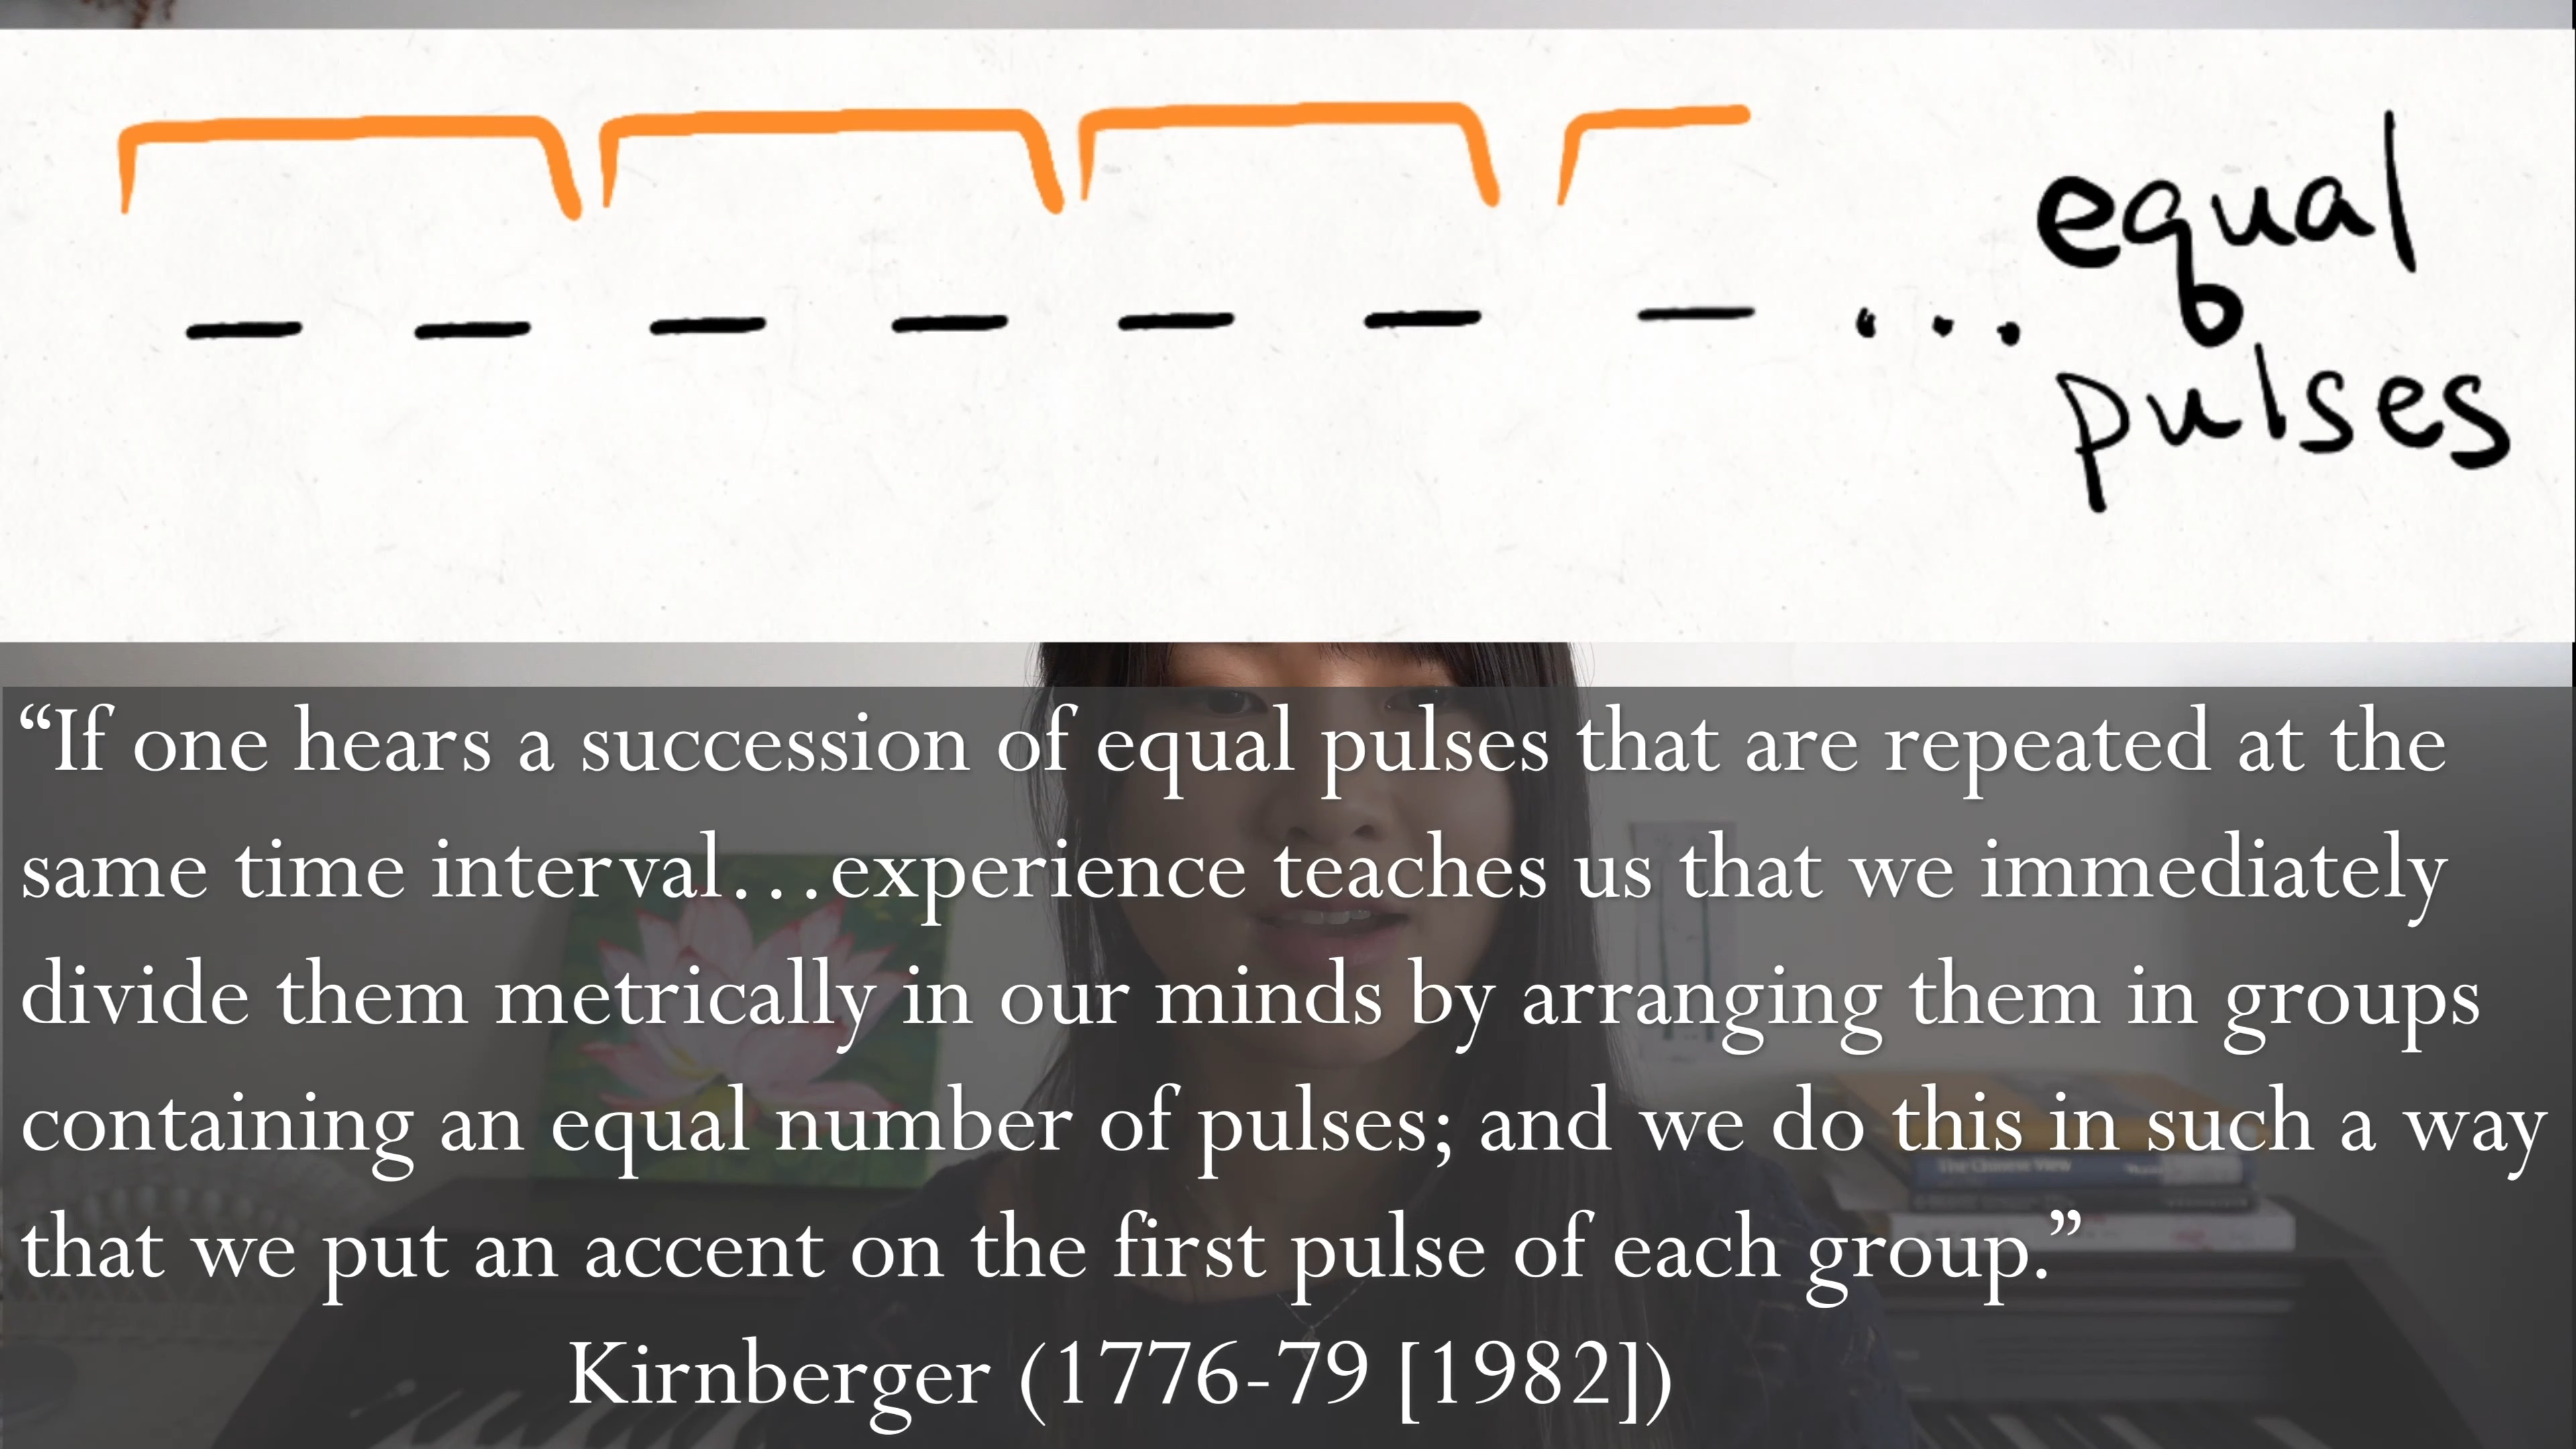 equal
pulses
“If one hears a succession of equal pulses that are repeated at the
same time interval…experience teaches us that we immediately
divide them metrically in our minds by arranging them in groups
containing an equal number of pulses; and we do this in such a way
that we put an accent on the first pulse of each group.”
Kirnberger (1776-79 [1982])